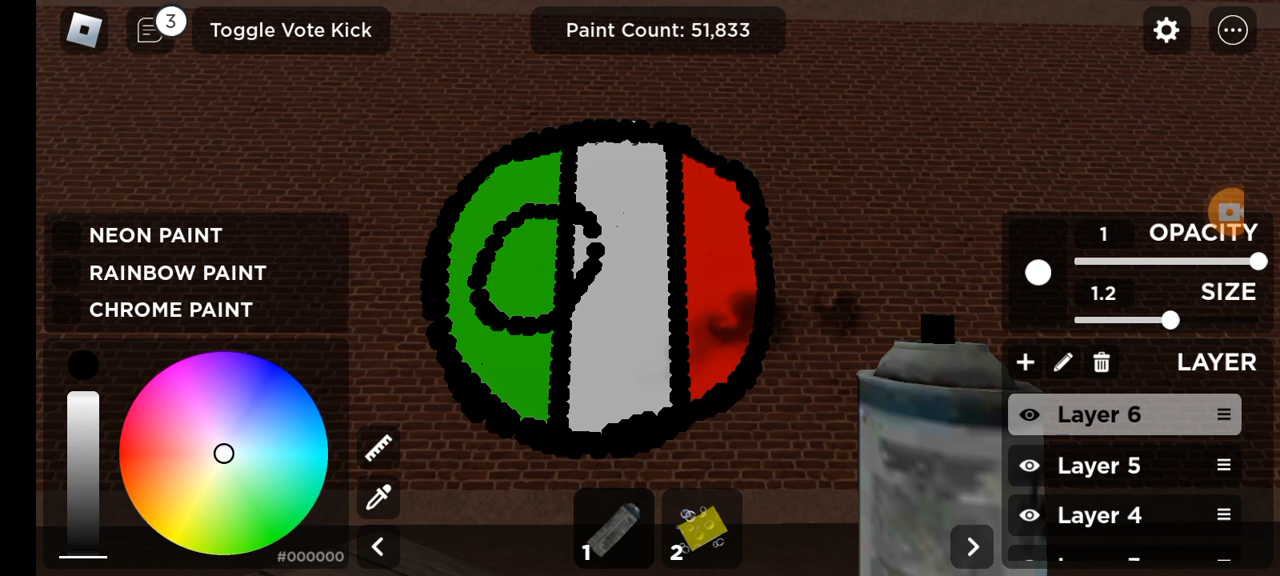 3
Toggle Vote Kick
Paint Count: 51,833
NEON PAINT
RAINBOW PAINT
CHROME PAINT
#000000
1
2
1 OPACITY
1.2 SIZE
LAYER
Layer 6
Layer 5
Layer 4